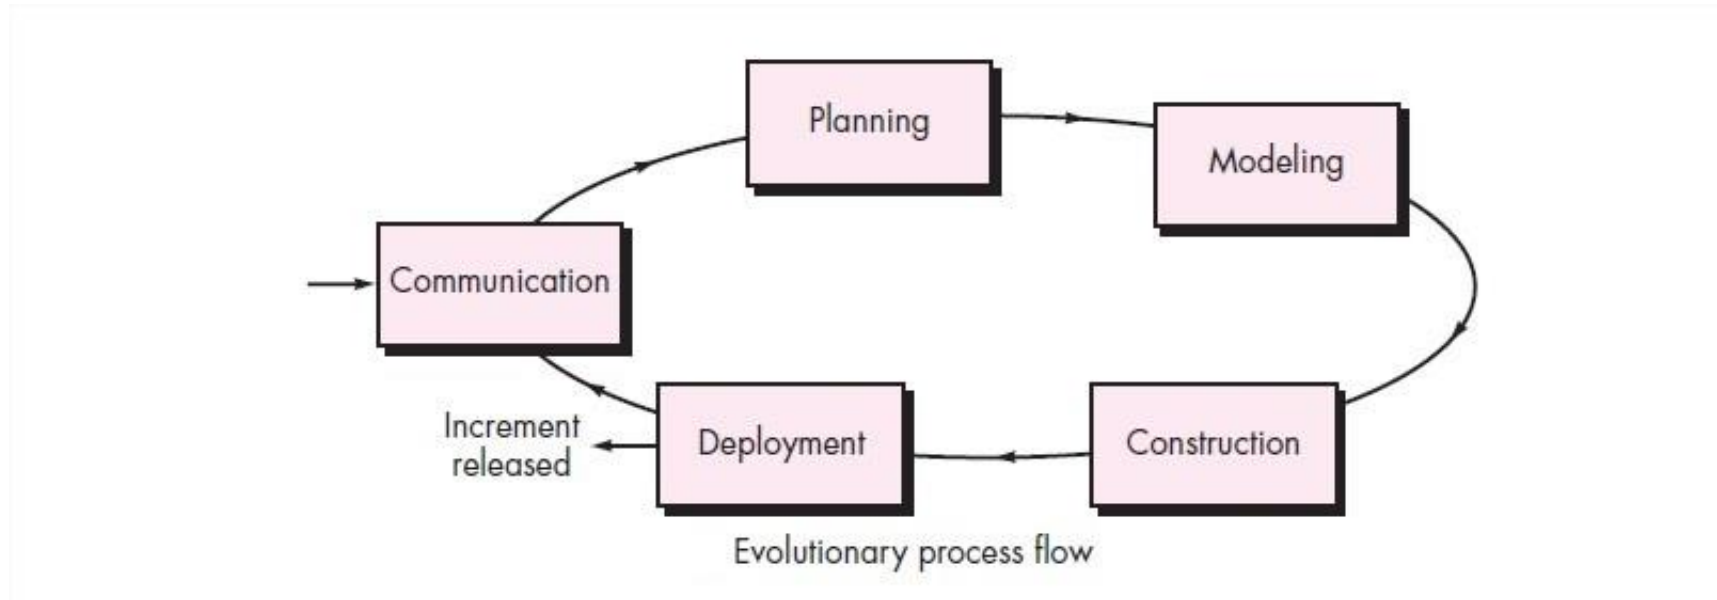 Planning
Modeling
Communication
Increment
released
Deployment
Construction
Evolutionary process flow